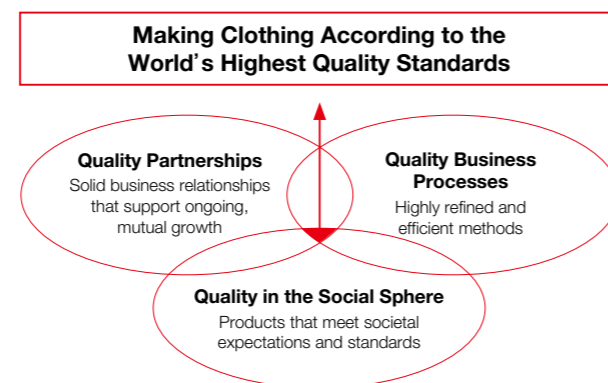 Making Clothing According to the
World's Highest Quality Standards
Quality Partnerships
Solid business relationships
that support ongoing,
mutual growth
Quality Business
Processes
Highly refined and
efficient methods
Quality in the Social Sphere
Products that meet societal
expectations and standards